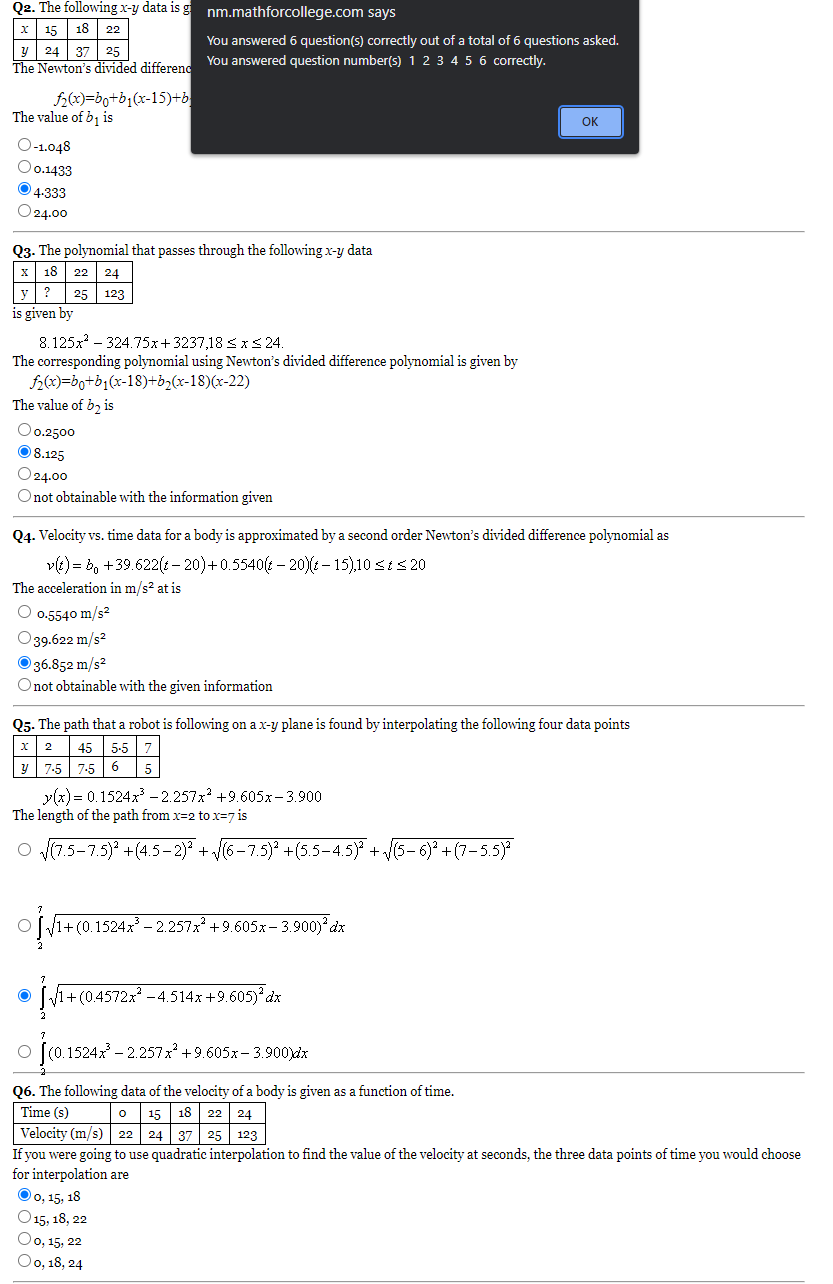 Q2. The following x-y data is g
x 15 18 22
y 24 37 25
The Newton's divided differenc
f₂(x)=b₀+b₁(x-15)+b
The value of b₁ is
-1.048
0.1433
4.333
24.00
nm.mathforcollege.com says
You answered 6 question(s) correctly out of a total of 6 questions asked.
You answered question number(s) 1 2 3 4 5 6 correctly.
OK
Q3. The polynomial that passes through the following x-y data
x 18 22 24
y ? 25 123
is given by
8.125x² – 324.75x + 3237,18 ≤ x ≤ 24.
The corresponding polynomial using Newton's divided difference polynomial is given by
f₂(x)=b₀+b₁(x-18)+b₂(x-18)(x-22)
The value of b₂ is
0.2500
8.125
24.00
not obtainable with the information given
Q4. Velocity vs. time data for a body is approximated by a second order Newton's divided difference polynomial as
v(t) = b₀ + 39.622(t – 20) + 0.5540(t – 20)(t – 15),10 ≤ t ≤ 20
The acceleration in m/s² at is
0.5540 m/s²
39.622 m/s²
36.852 m/s²
not obtainable with the given information
Q5. The path that a robot is following on a x-y plane is found by interpolating the following four data points
x 2 45 5.5 7
y 7.5 7.5 6 5
y(x) = 0.1524x³ – 2.257x² + 9.605x – 3.900
The length of the path from x=2 to x=7 is
√(7.5–7.5)² + (4.5–2)² + √(6–7.5)² + (5.5–4.5)² + √(5–6)² + (7–5.5)²
∫₂⁷ √1+(0.1524x³ – 2.257x² + 9.605x – 3.900)² dx
∫₂⁷ √1+(0.4572x² – 4.514x + 9.605)² dx
∫₂⁷ (0.1524x³ – 2.257x² + 9.605x – 3.900)dx
Q6. The following data of the velocity of a body is given as a function of time.
Time (s) 0 15 18 22 24
Velocity (m/s) 22 24 37 25 123
If you were going to use quadratic interpolation to find the value of the velocity at seconds, the three data points of time you would choose
for interpolation are
0, 15, 18
15, 18, 22
0, 15, 22
0, 18, 24